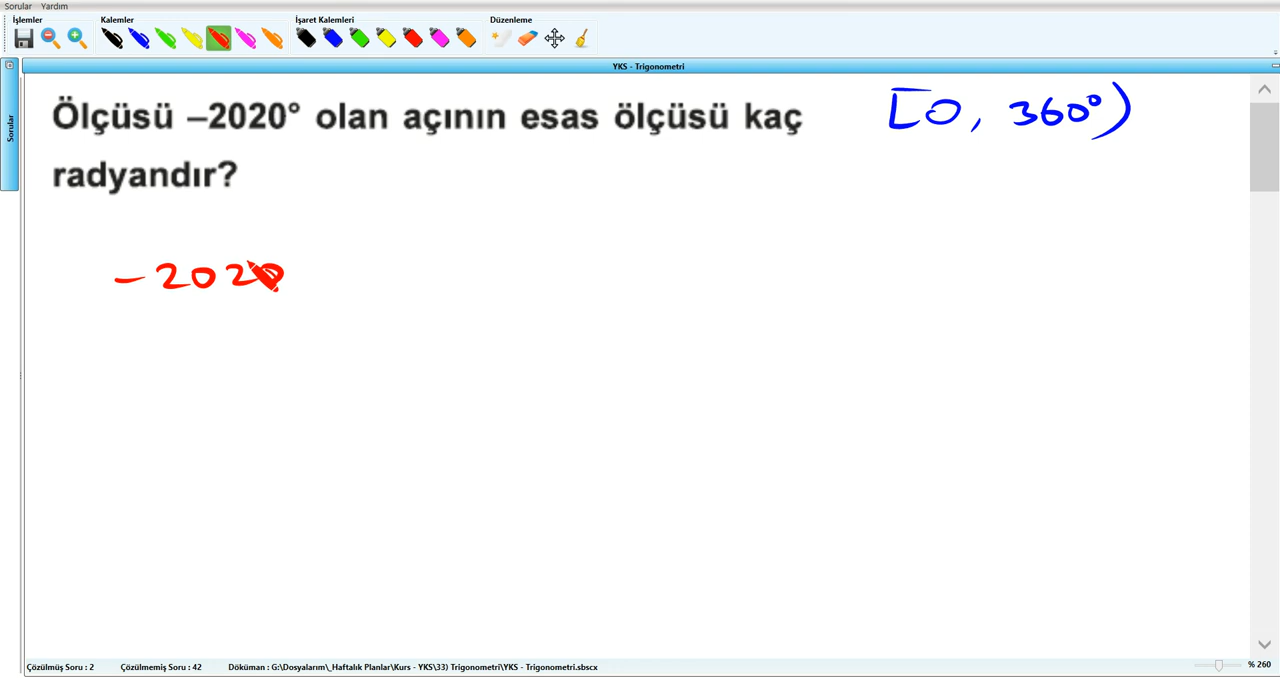 Sorular Yardım
İşlemler Kalemler İşaret Kalemleri Düzenleme
YKS - Trigonometri
Sorular
Ölçüsü –2020° olan açının esas ölçüsü kaç
radyandır?
[0, 360°)
-2020
Çözülmüş Soru : 2 Çözülmemiş Soru : 42 Döküman : G:\Dosyalarım\_Haftalık Planlar\Kurs - YKS\33) Trigonometri\YKS - Trigonometri.sbscx % 260